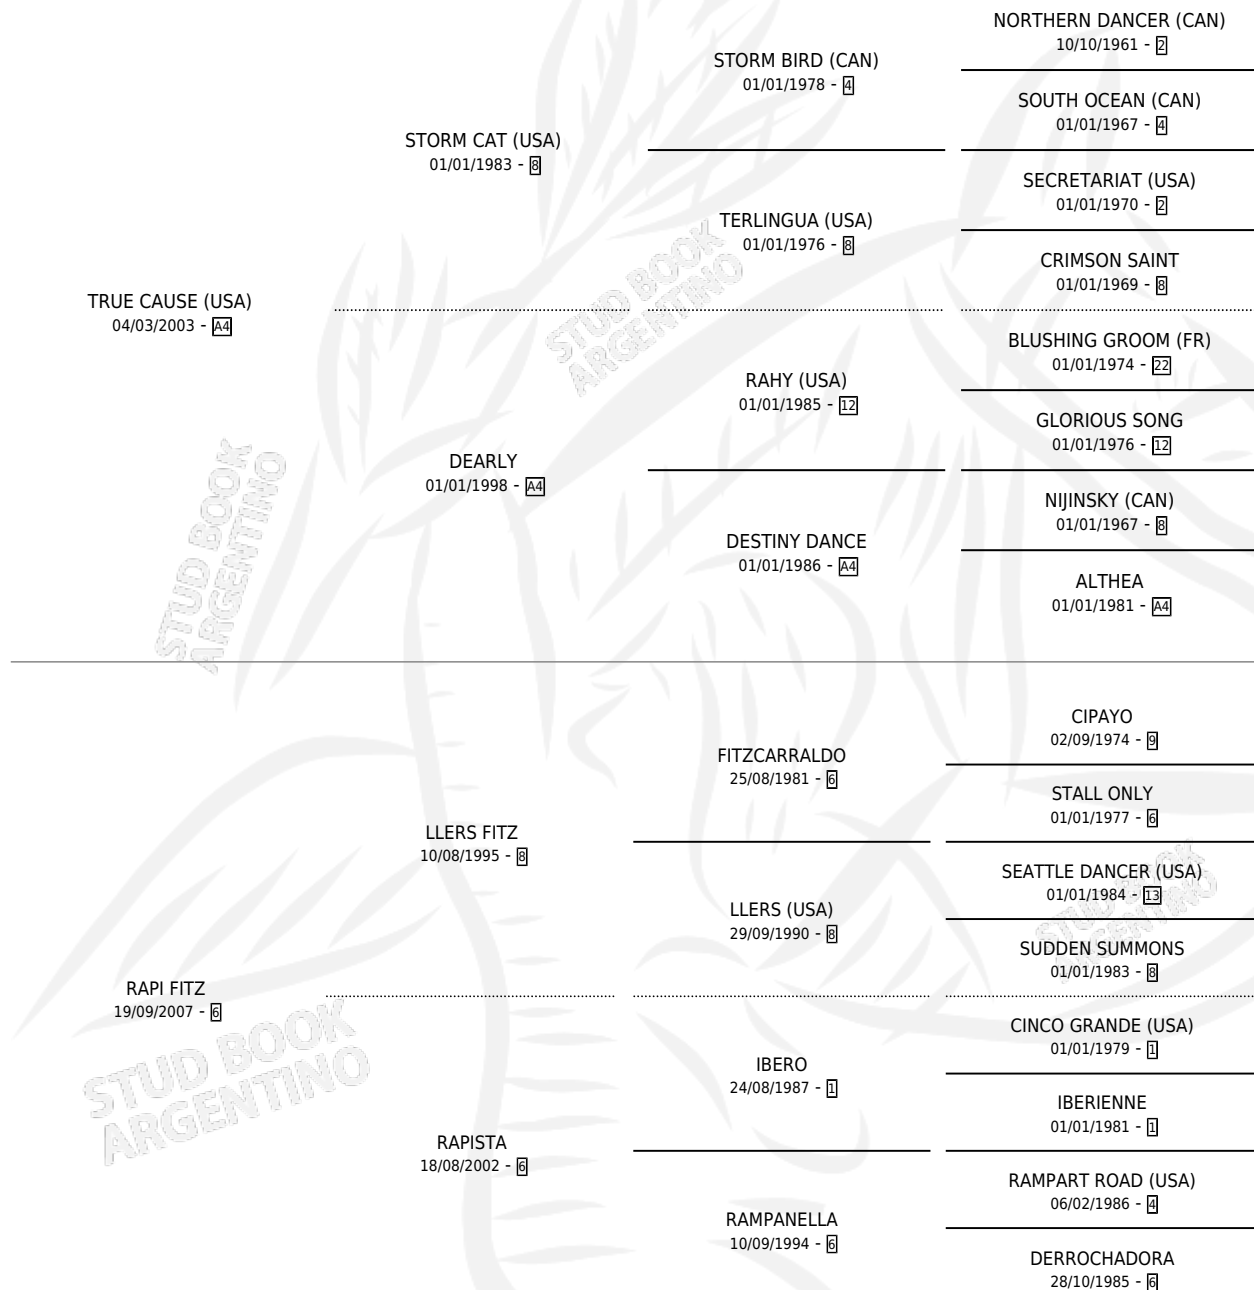 NORTHERN DANCER (CAN)
10/10/1961 - 2
STORM BIRD (CAN)
01/01/1978 - 4
SOUTH OCEAN (CAN)
01/01/1967 - 4
STORM CAT (USA)
01/01/1983 - 8
SECRETARIAT (USA)
01/01/1970 - 2
TERLINGUA (USA)
01/01/1976 - 8
CRIMSON SAINT
01/01/1969 - 8
TRUE CAUSE (USA)
04/03/2003 - A4
BLUSHING GROOM (FR)
01/01/1974 - 22
RAHY (USA)
01/01/1985 - 12
GLORIOUS SONG
01/01/1976 - 12
DEARLY
01/01/1998 - A4
NIJINSKY (CAN)
01/01/1967 - 8
DESTINY DANCE
01/01/1986 - A4
ALTHEA
01/01/1981 - A4
CIPAYO
02/09/1974 - 9
FITZCARRALDO
25/08/1981 - 6
STALL ONLY
01/01/1977 - 6
LLERS FITZ
10/08/1995 - 8
SEATTLE DANCER (USA)
01/01/1984 - 13
LLERS (USA)
29/09/1990 - 8
SUDDEN SUMMONS
01/01/1983 - 8
RAPI FITZ
19/09/2007 - 6
CINCO GRANDE (USA)
01/01/1979 - 1
IBERO
24/08/1987 - 1
IBERIENNE
01/01/1981 - 1
RAPISTA
18/08/2002 - 6
RAMPART ROAD (USA)
06/02/1986 - 4
RAMPANELLA
10/09/1994 - 6
DERROCHADORA
28/10/1985 - 6
STUD BOOK
ARGENTINO
STUD BOOK
ARGENTINO
STUD BOOK
ARGENTINO
STUD BOOK
ARGENTINO